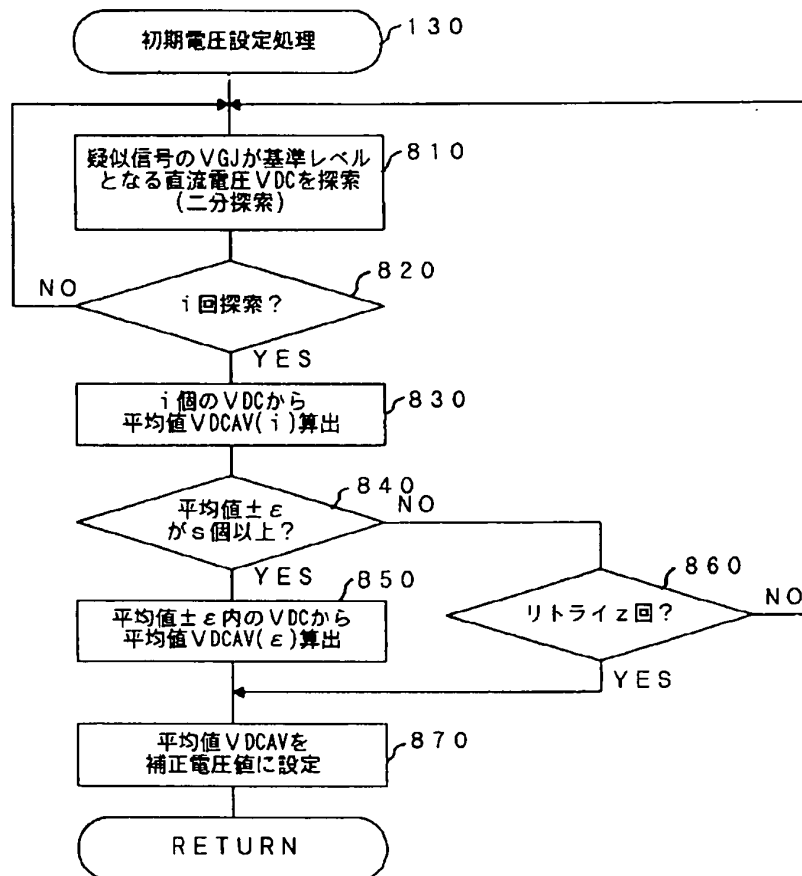 初期電圧設定処理
130
疑似信号のVGJが基準レベル
となる直流電圧VDCを探索
(二分探索)
810
820
NO
i回探索?
YES
i個のVDCから
平均値VDCAV(i)算出
830
840
平均値±ε
がs個以上?
NO
YES
850
860
平均値±ε内のVDCから
平均値VDCAV(ε)算出
リトライz回?
NO
YES
平均値VDCAVを
補正電圧値に設定
870
RETURN